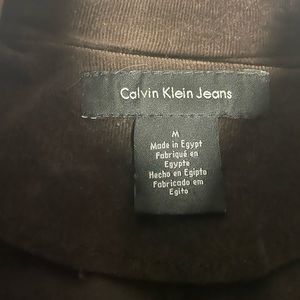 Calvin Klein Jeans
M
Made in Egypt
Fabriqué en
Egypte
Hecho en Egipto
Fabricado em
Egito